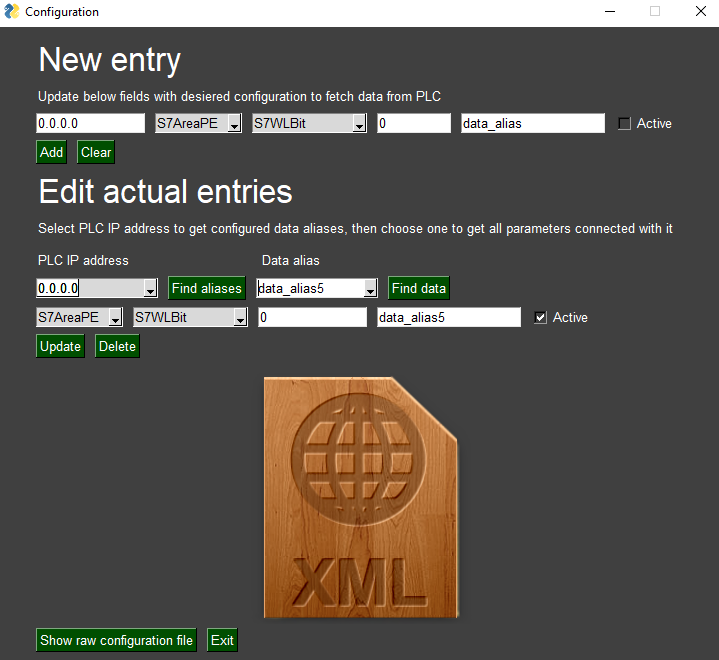 Configuration
New entry
Update below fields with desiered configuration to fetch data from PLC
0.0.0.0 S7AreaPE S7WLBit 0 data_alias Active
Add Clear
Edit actual entries
Select PLC IP address to get configured data aliases, then choose one to get all parameters connected with it
PLC IP address Data alias
0.0.0.0 Find aliases data_alias5 Find data
S7AreaPE S7WLBit 0 data_alias5 Active
Update Delete
XML
Show raw configuration file Exit